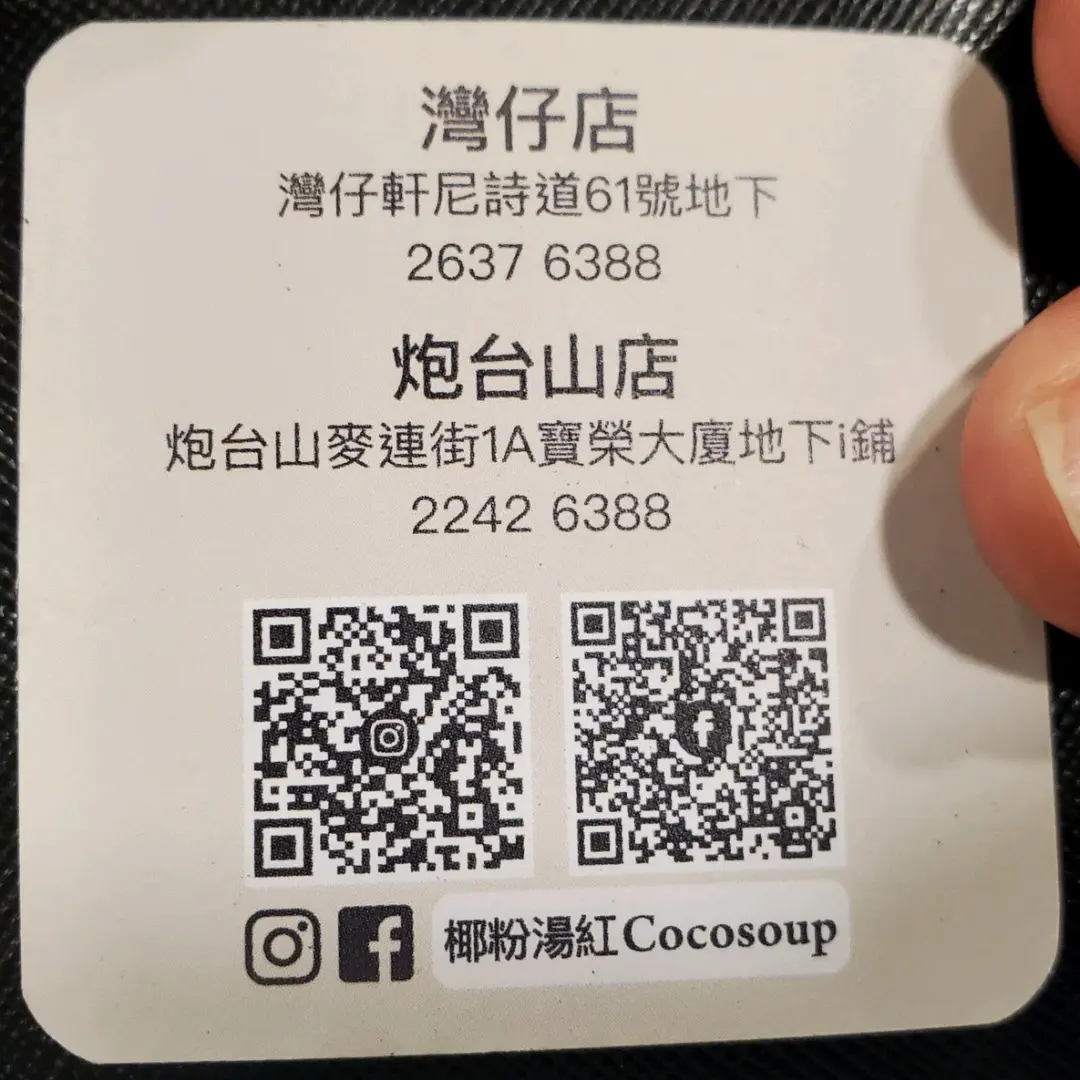 灣仔店
灣仔軒尼詩道61號地下
2637 6388
炮台山店
炮台山麥連街1A寶榮大廈地下i鋪
2242 6388
椰粉湯紅Cocosoup